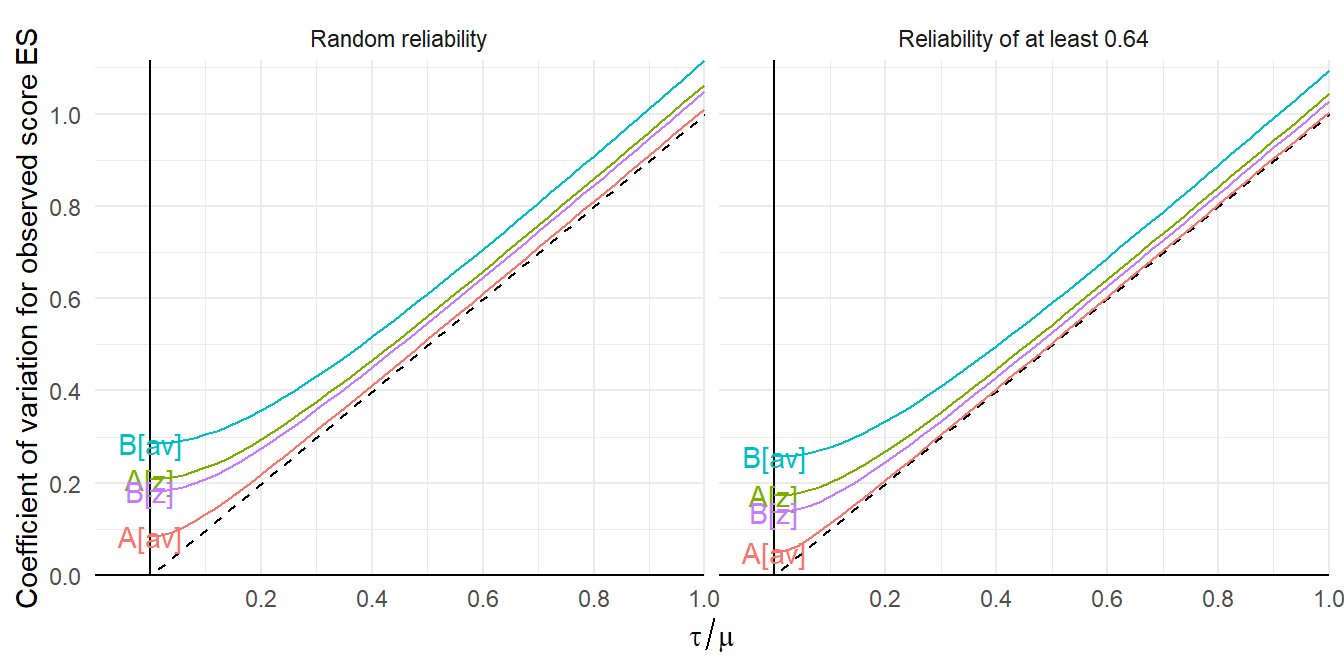 Random reliability
Reliability of at least 0.64
Coefficient of variation for observed score ES
1.0
0.8
0.6
0.4
0.2
0.0
B[av]
A[z]
B[z]
A[av]
B[av]
A[z]
B[z]
A[av]
0.2 0.4 0.6 0.8 1.0
0.2 0.4 0.6 0.8 1.0
τ/μ